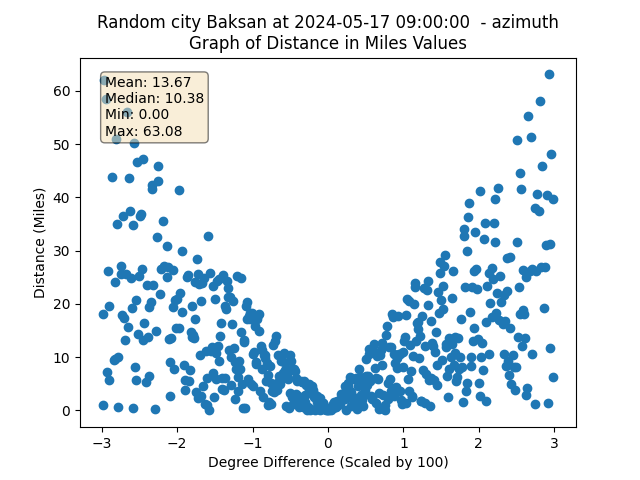 Random city Baksan at 2024-05-17 09:00:00  - azimuth
Graph of Distance in Miles Values
Mean: 13.67
Median: 10.38
Min: 0.00
Max: 63.08
60
50
40
30
20
10
0
Distance (Miles)
−3
−2
−1
0
1
2
3
Degree Difference (Scaled by 100)